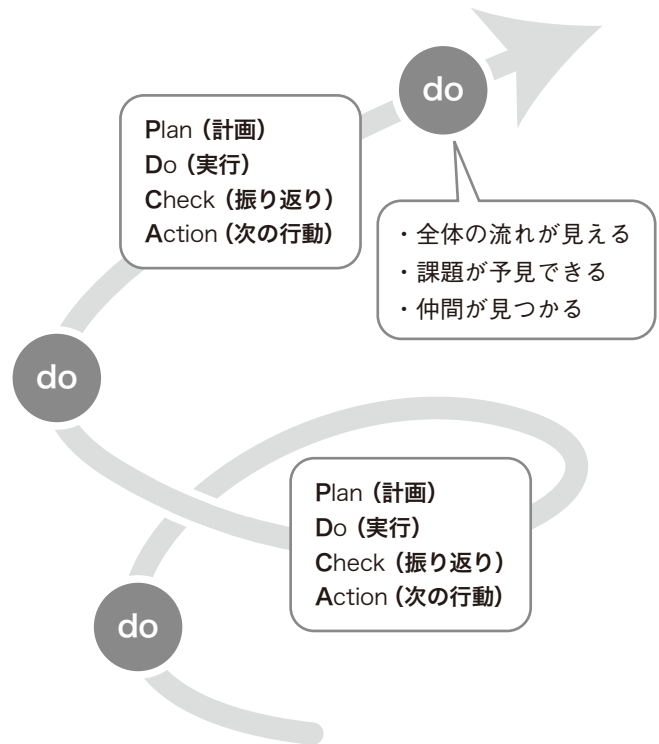 do
Plan（計画）
Do（実行）
Check（振り返り）
Action（次の行動）
・全体の流れが見える
・課題が予見できる
・仲間が見つかる
do
Plan（計画）
Do（実行）
Check（振り返り）
Action（次の行動）
do